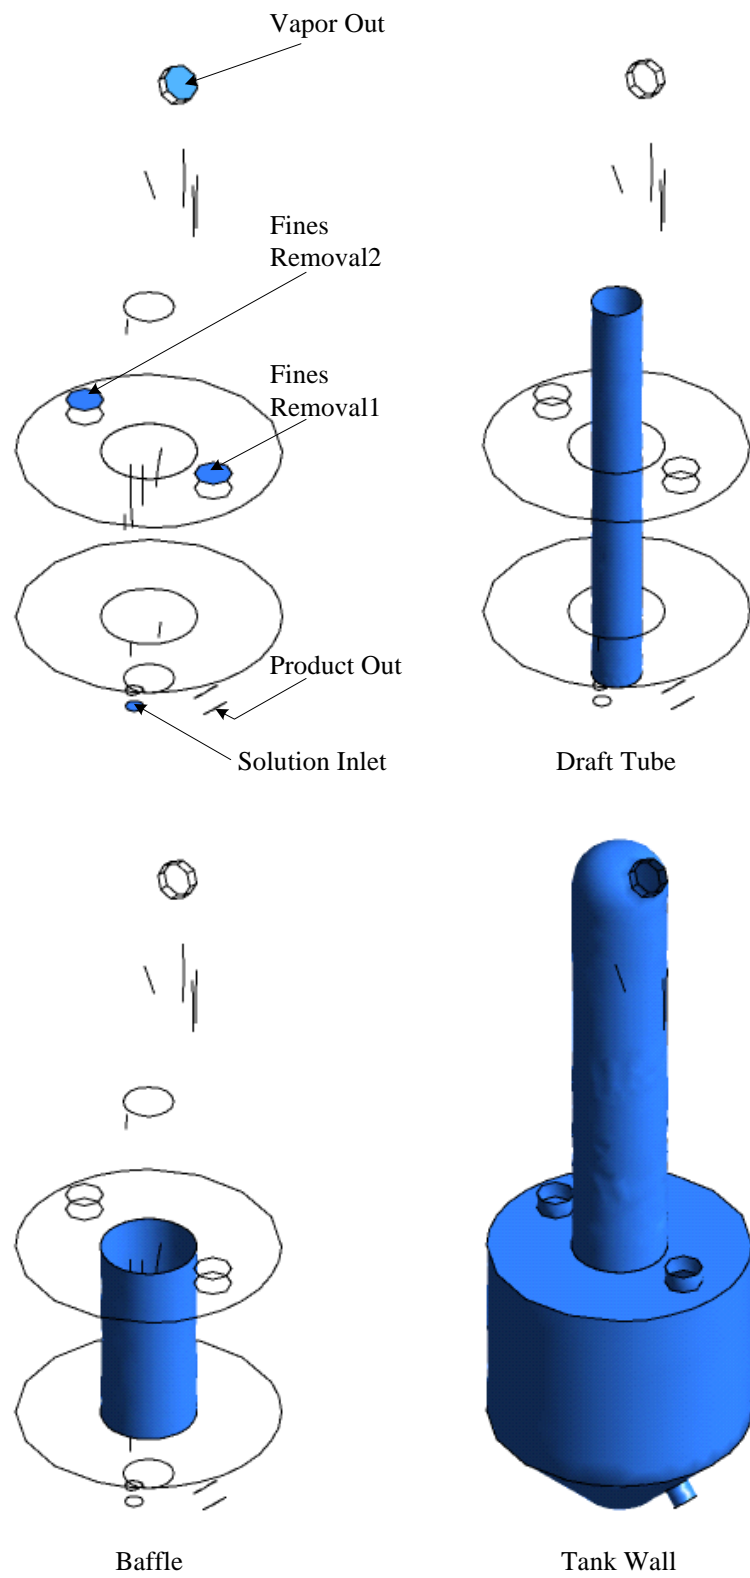 Vapor Out
Fines
Removal2
Fines
Removal1
Product Out
Solution Inlet
Draft Tube
Baffle
Tank Wall